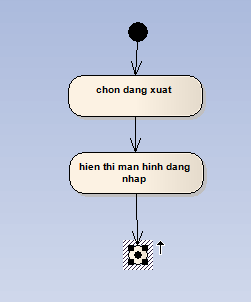 chon dang xuat
hien thi man hinh dang
nhap